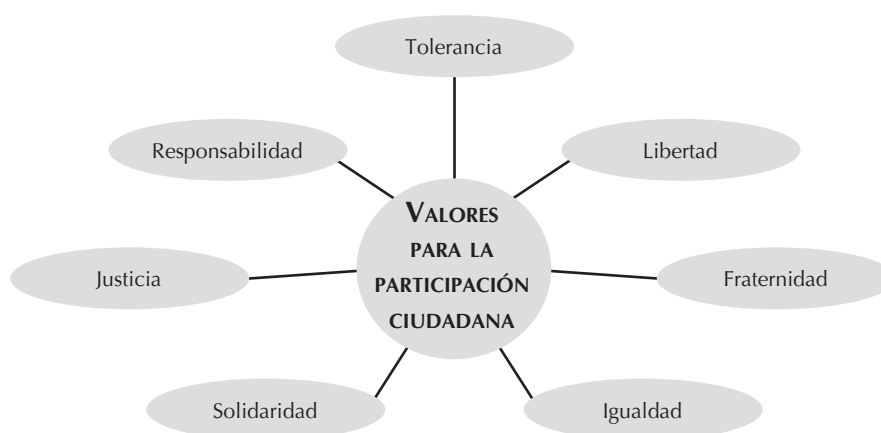 Tolerancia
Responsabilidad
Libertad
VALORES
PARA LA
PARTICIPACIÓN
CIUDADANA
Justicia
Fraternidad
Solidaridad
Igualdad